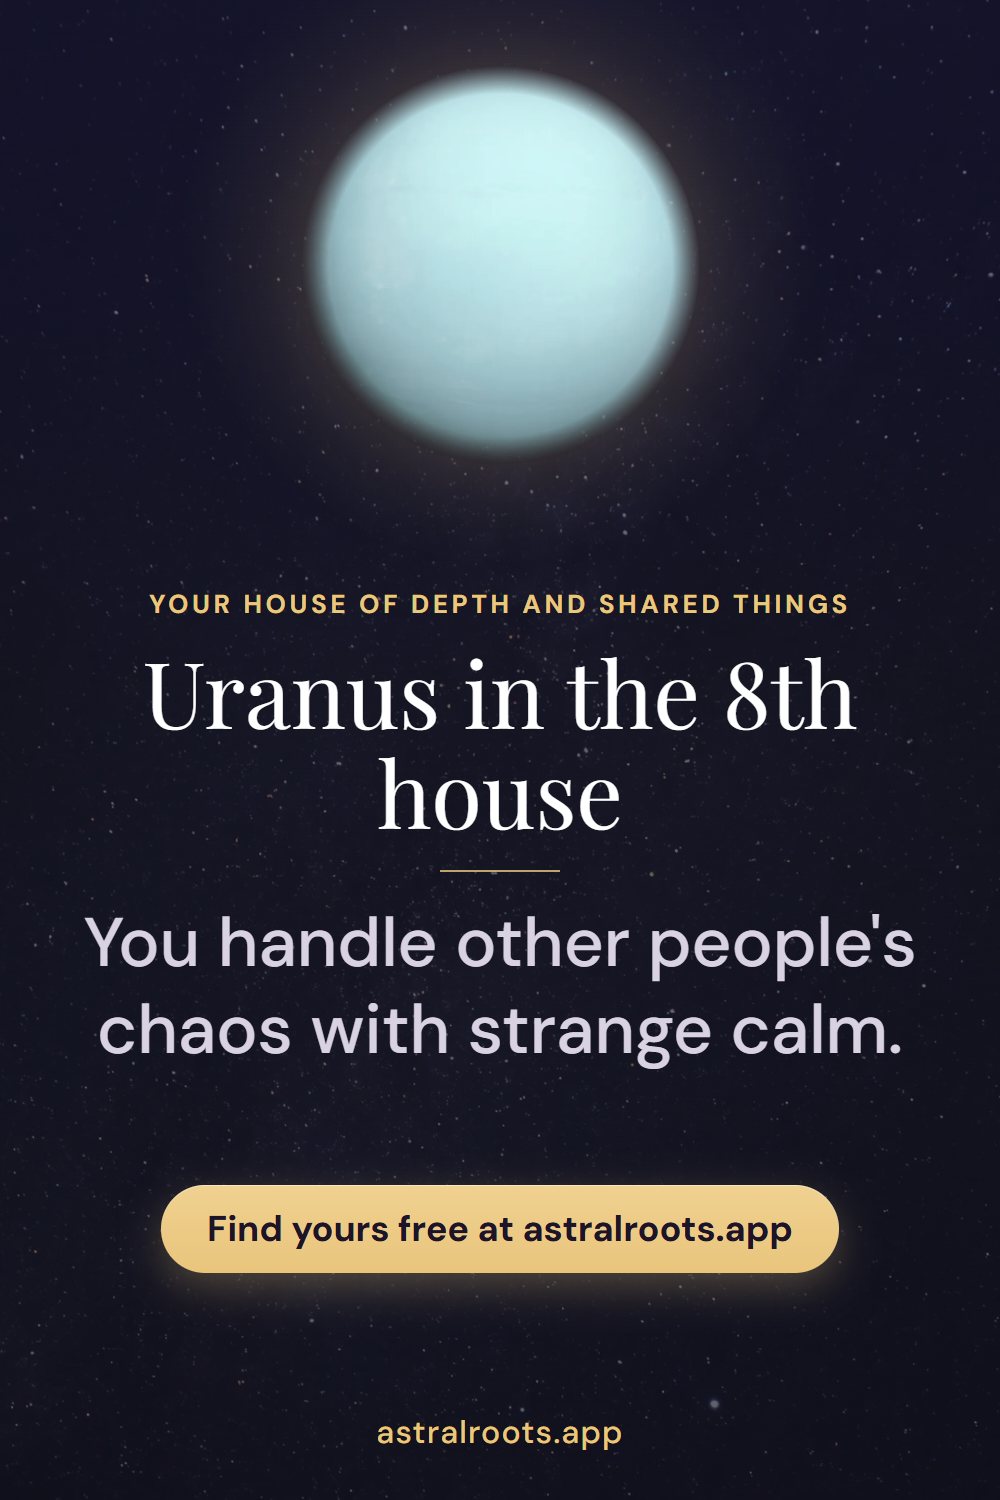 YOUR HOUSE OF DEPTH AND SHARED THINGS
Uranus in the 8th
house
You handle other people's
chaos with strange calm.
Find yours free at astralroots.app
astralroots.app